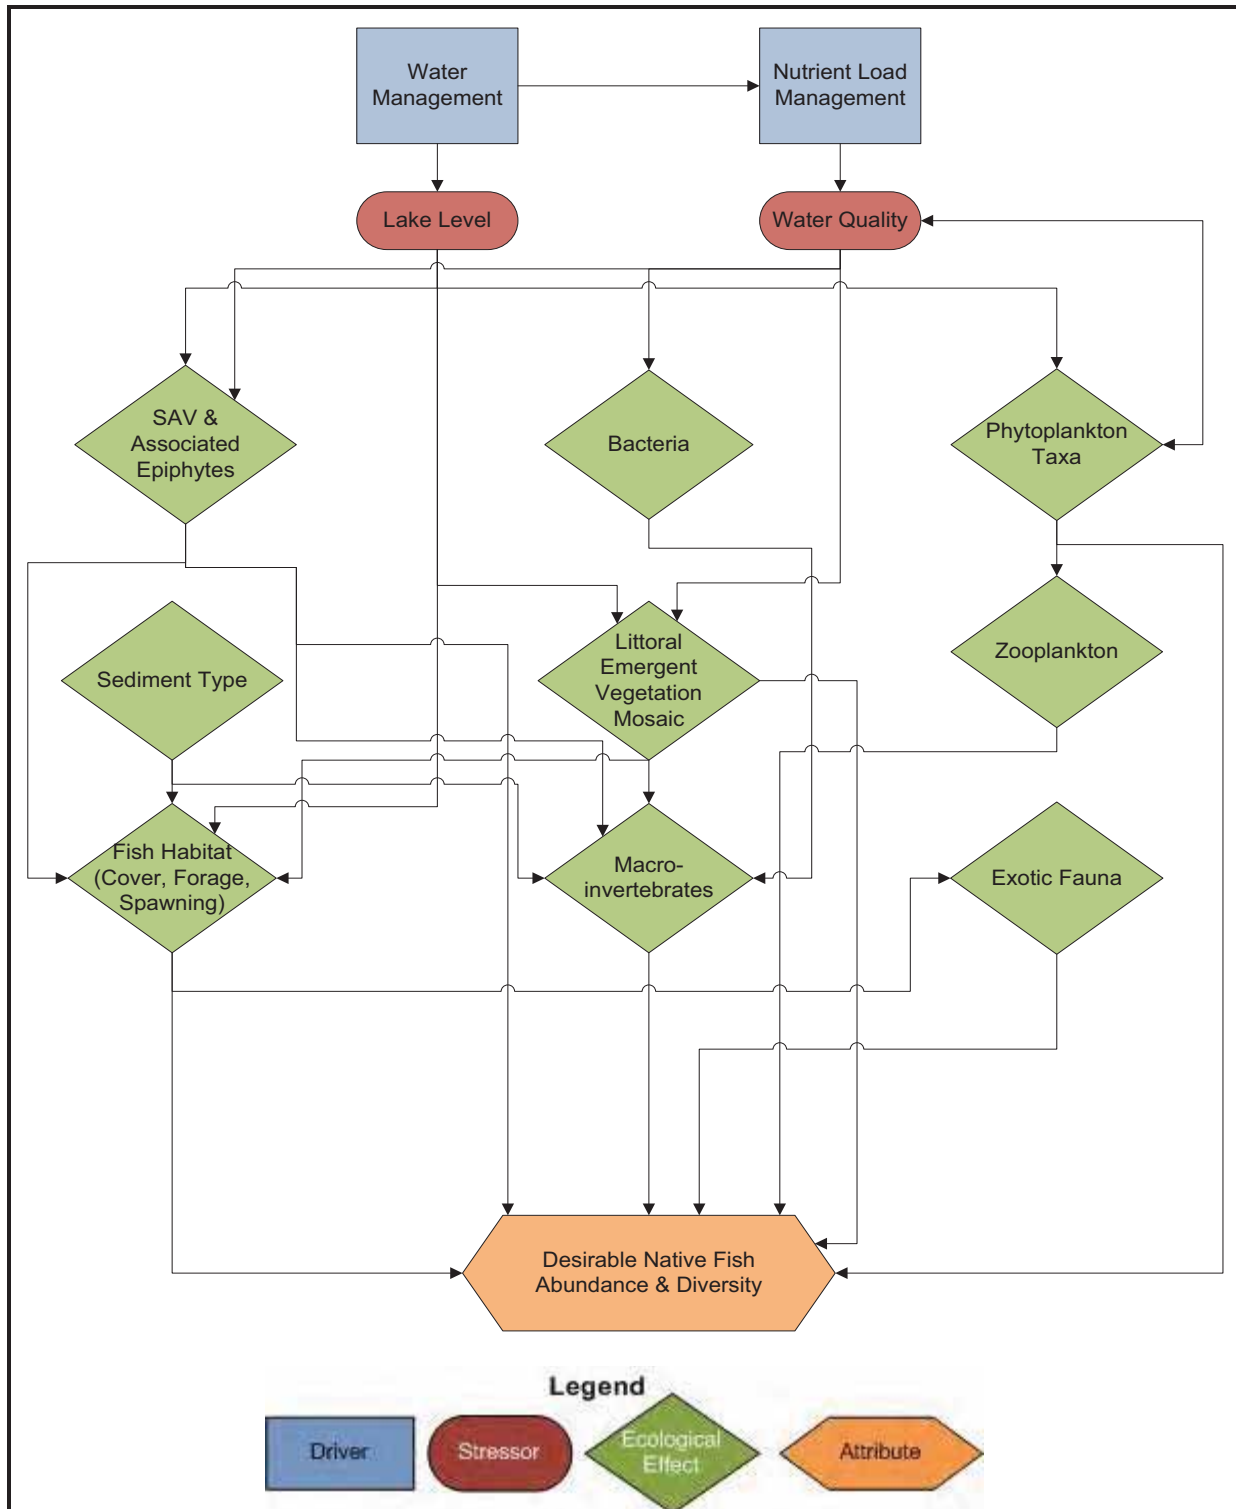 Water
Management
Nutrient Load
Management
Lake Level
Water Quality
SAV &
Associated
Epiphytes
Bacteria
Phytoplankton
Taxa
Sediment Type
Littoral
Emergent
Vegetation
Mosaic
Zooplankton
Fish Habitat
(Cover, Forage,
Spawning)
Macro-
invertebrates
Exotic Fauna
Desirable Native Fish
Abundance & Diversity
Legend
Driver
Stressor
Ecological
Effect
Attribute